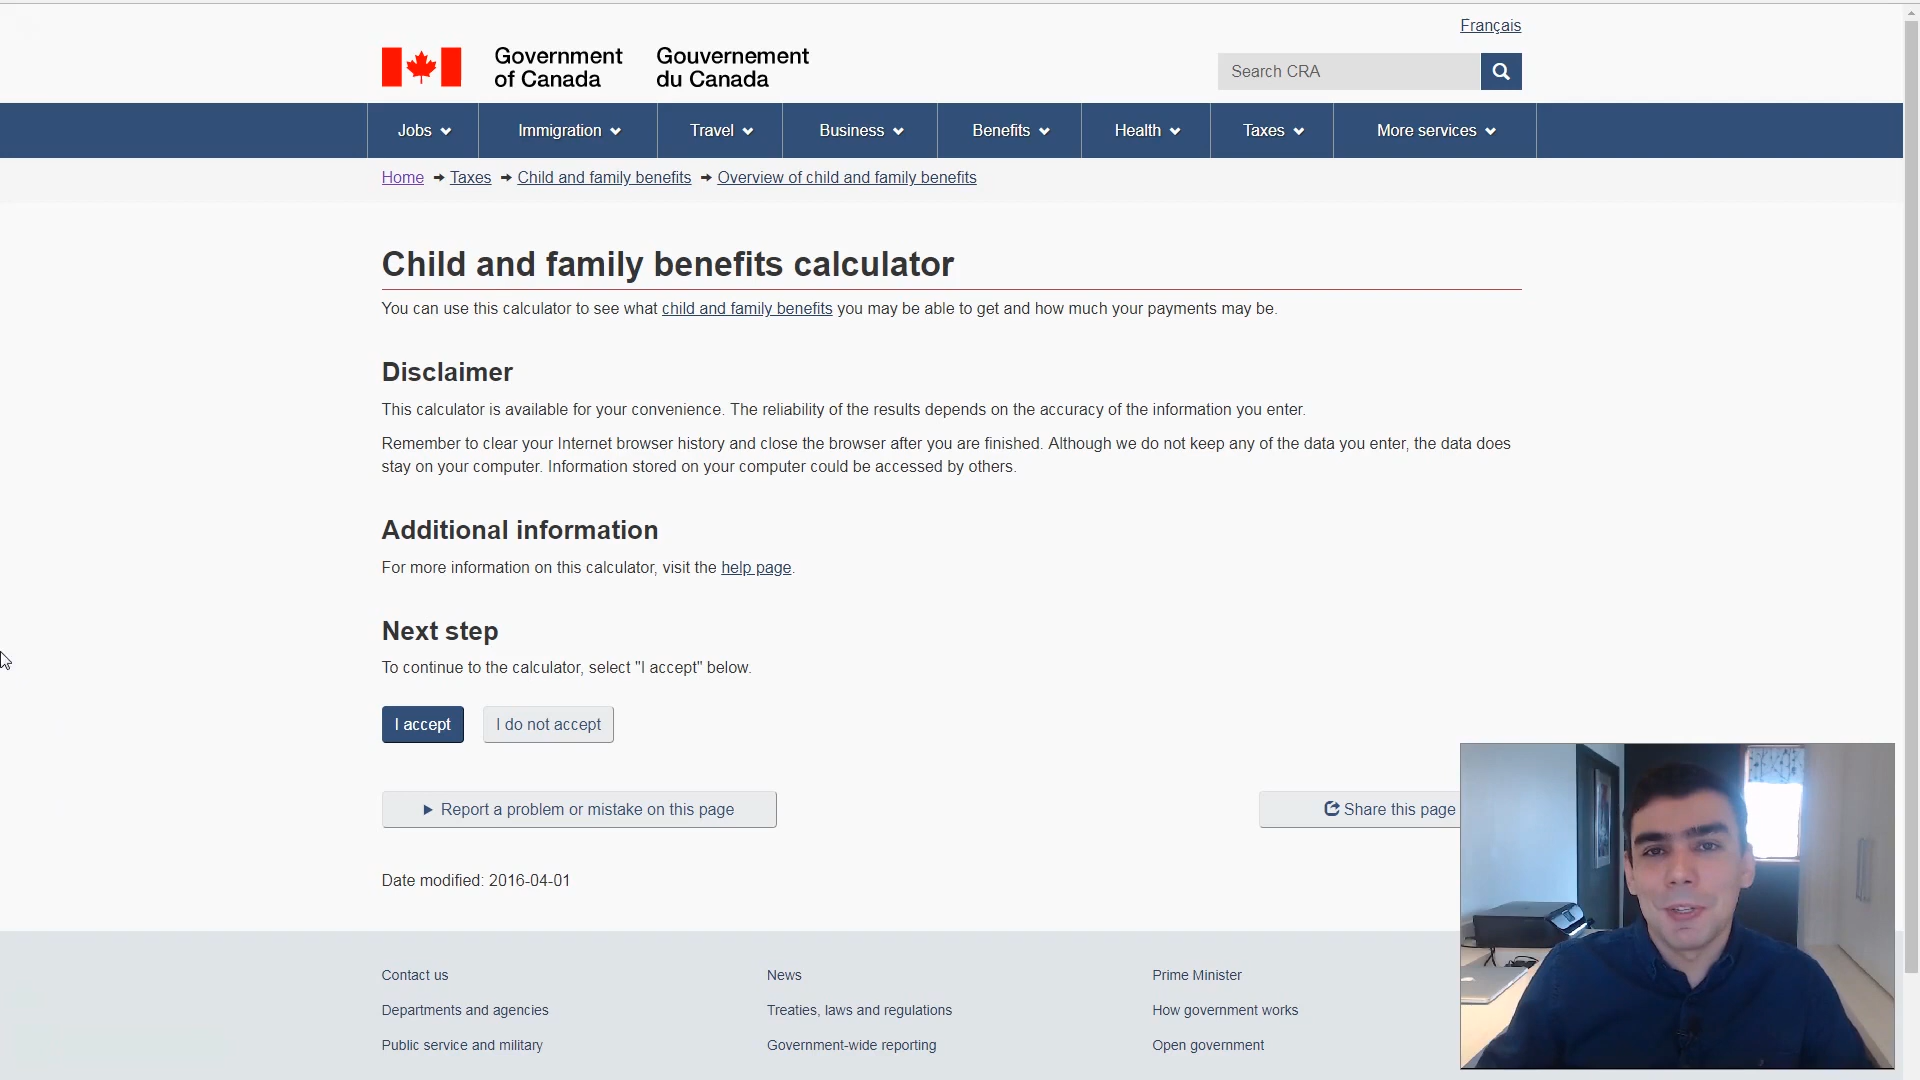 Français
Government
of Canada
Gouvernement
du Canada
Search CRA
Jobs
Immigration
Travel
Business
Benefits
Health
Taxes
More services
Home
Taxes
Child and family benefits
Overview of child and family benefits
Child and family benefits calculator
You can use this calculator to see what child and family benefits you may be able to get and how much your payments may be.
Disclaimer
This calculator is available for your convenience. The reliability of the results depends on the accuracy of the information you enter.
Remember to clear your Internet browser history and close the browser after you are finished. Although we do not keep any of the data you enter, the data does
stay on your computer. Information stored on your computer could be accessed by others.
Additional information
For more information on this calculator, visit the help page.
Next step
To continue to the calculator, select "I accept" below.
I accept
I do not accept
Report a problem or mistake on this page
Share this page
Date modified: 2016-04-01
Contact us
News
Prime Minister
Departments and agencies
Treaties, laws and regulations
How government works
Public service and military
Government-wide reporting
Open government